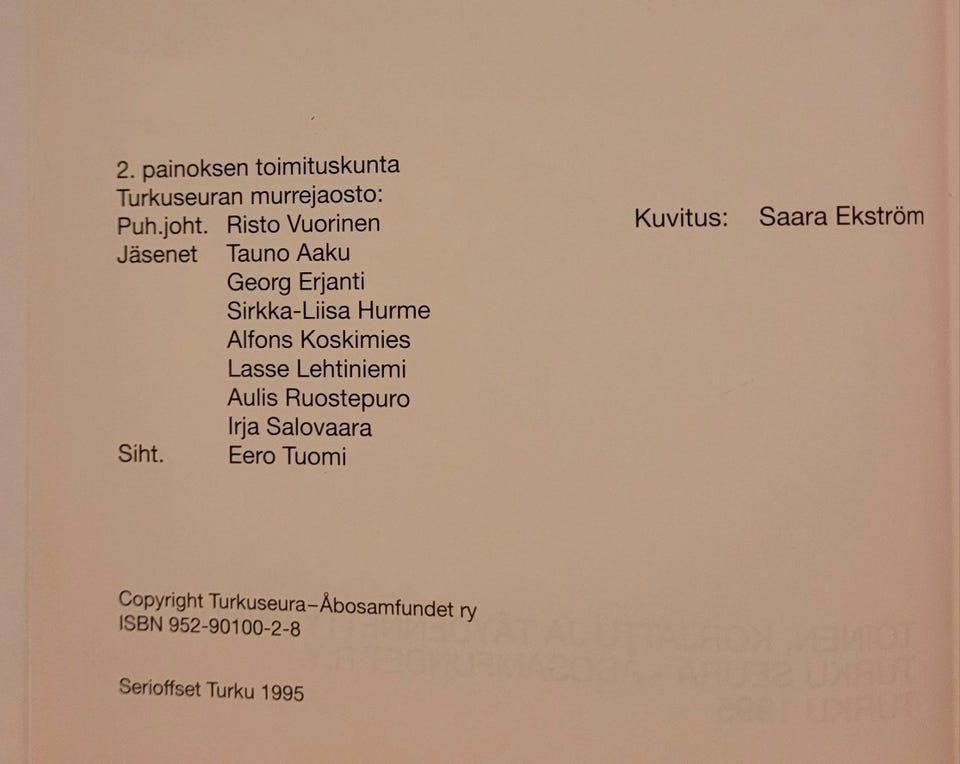 2. painoksen toimituskunta
Turkuseuran murrejaosto:
Puh.joht. Risto Vuorinen
Jäsenet Tauno Aaku
Georg Erjanti
Sirkka-Liisa Hurme
Alfons Koskimies
Lasse Lehtiniemi
Aulis Ruostepuro
Irja Salovaara
Siht. Eero Tuomi
Kuvitus: Saara Ekström
Copyright Turkuseura–Åbosamfundet ry
ISBN 952-90100-2-8
Serioffset Turku 1995